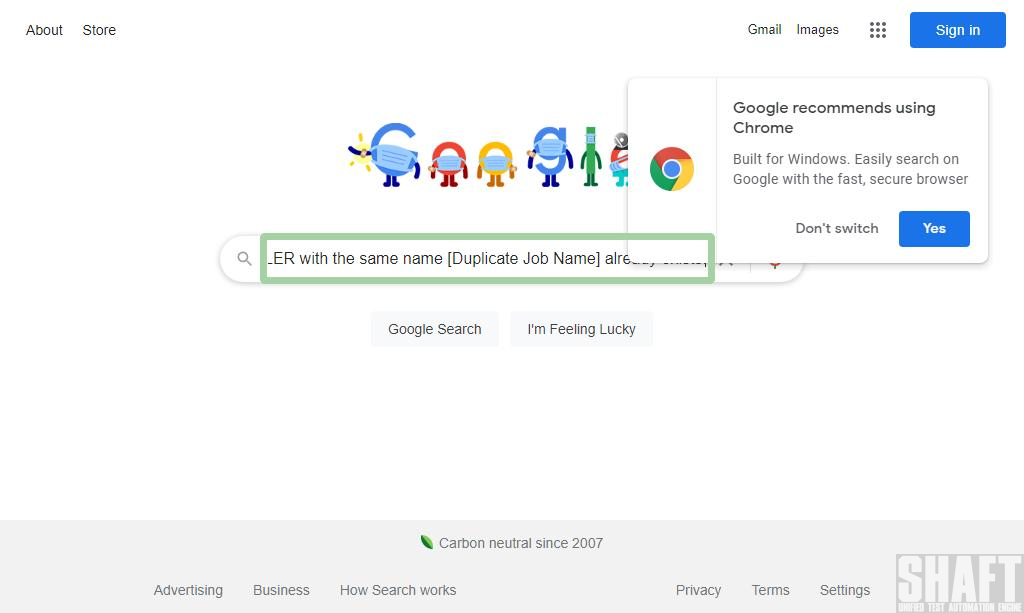 About Store
Gmail Images
Sign in
Google recommends using
Chrome
Built for Windows. Easily search on
Google with the fast, secure browser
Don't switch
Yes
Google
LER with the same name [Duplicate Job Name] already exists
Google Search
I'm Feeling Lucky
Carbon neutral since 2007
Advertising Business How Search works
Privacy Terms Settings
SHAFT
UNIFIED TEST AUTOMATION ENGINE